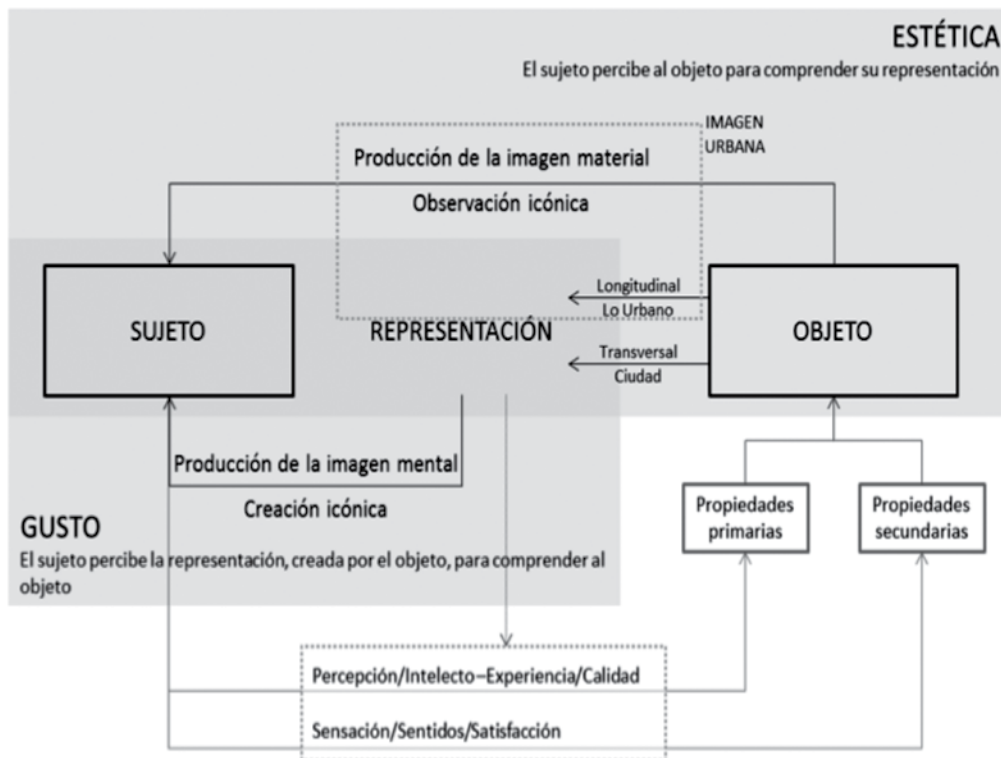 ESTÉTICA
El sujeto percibe al objeto para comprender su representación
IMAGEN
URBANA
Producción de la imagen material
Observación icónica
SUJETO
REPRESENTACIÓN
Longitudinal
Lo Urbano
Transversal
Ciudad
OBJETO
Producción de la imagen mental
Creación icónica
Propiedades
primarias
Propiedades
secundarias
GUSTO
El sujeto percibe la representación, creada por el objeto, para comprender al
objeto
Percepción/Intelecto–Experiencia/Calidad
Sensación/Sentidos/Satisfacción